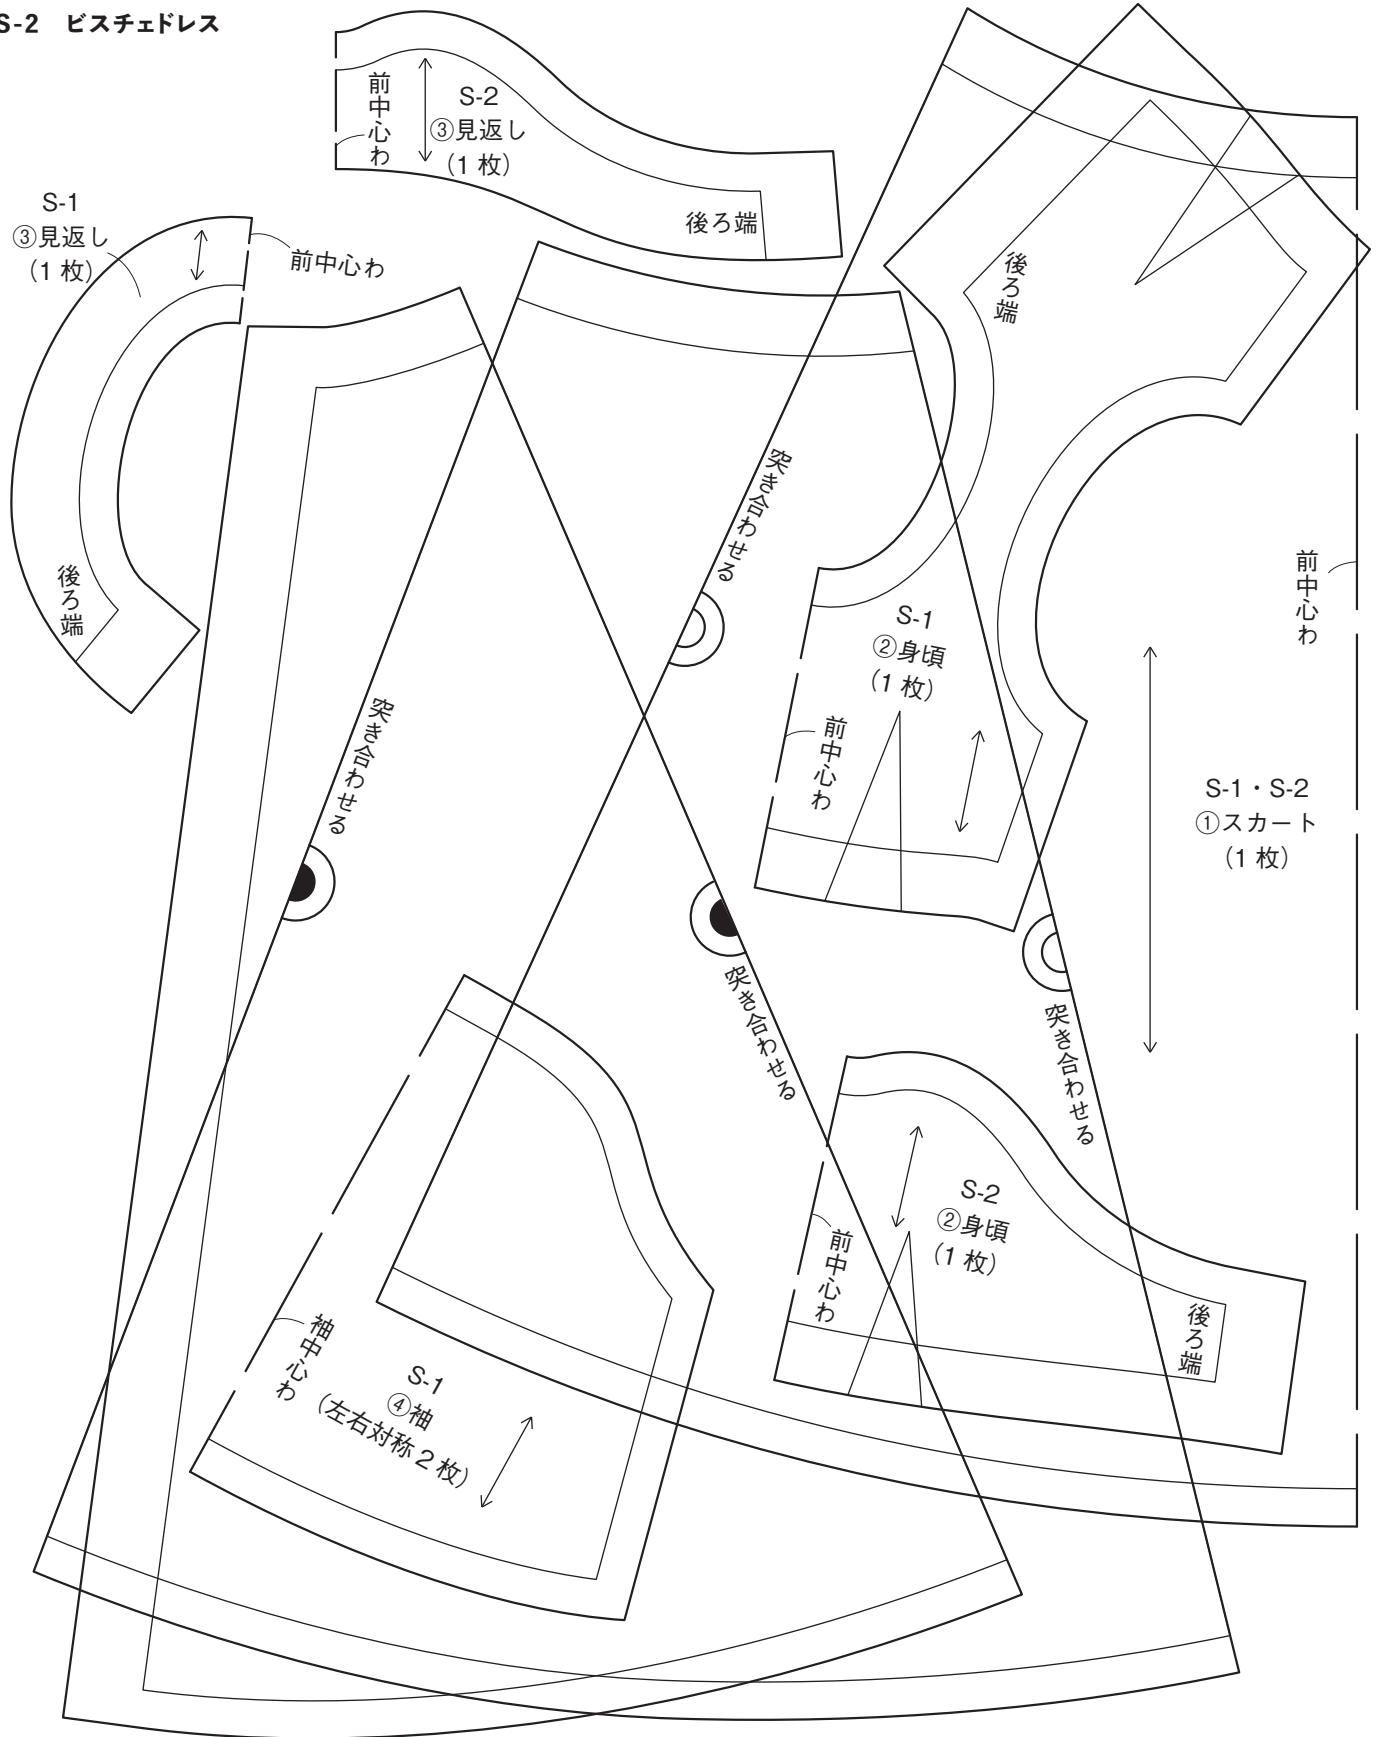 S-2 ビスチェドレス
前中心わ
S-2
③見返し
(1 枚)
後ろ端
S-1
③見返し
(1 枚)
前中心わ
後ろ端
後ろ端
突き合わせる
前中心わ
S-1
②身頃
(1 枚)
前中心わ
突き合わせる
S-1・S-2
①スカート
(1 枚)
突き合わせる
突き合わせる
S-2
②身頃
(1 枚)
前中心わ
後ろ端
袖中心わ
S-1
④袖
(左右対称 2 枚)